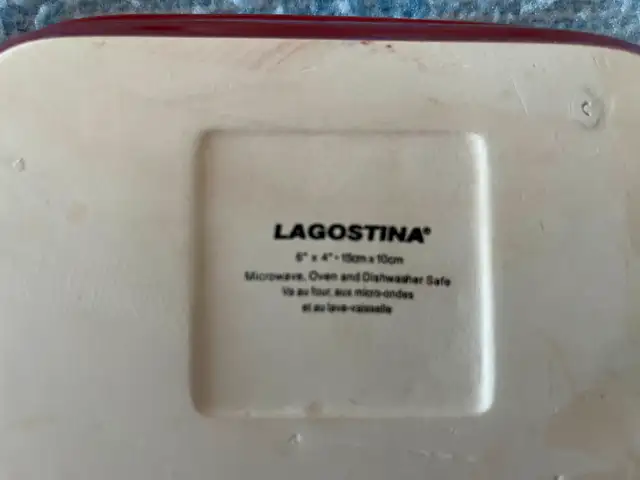 LAGOSTINA®
6" x 4" - 15cm x 10cm
Microwave, Oven and Dishwasher Safe
Va au four, aux micro-ondes
et au lave-vaisselle